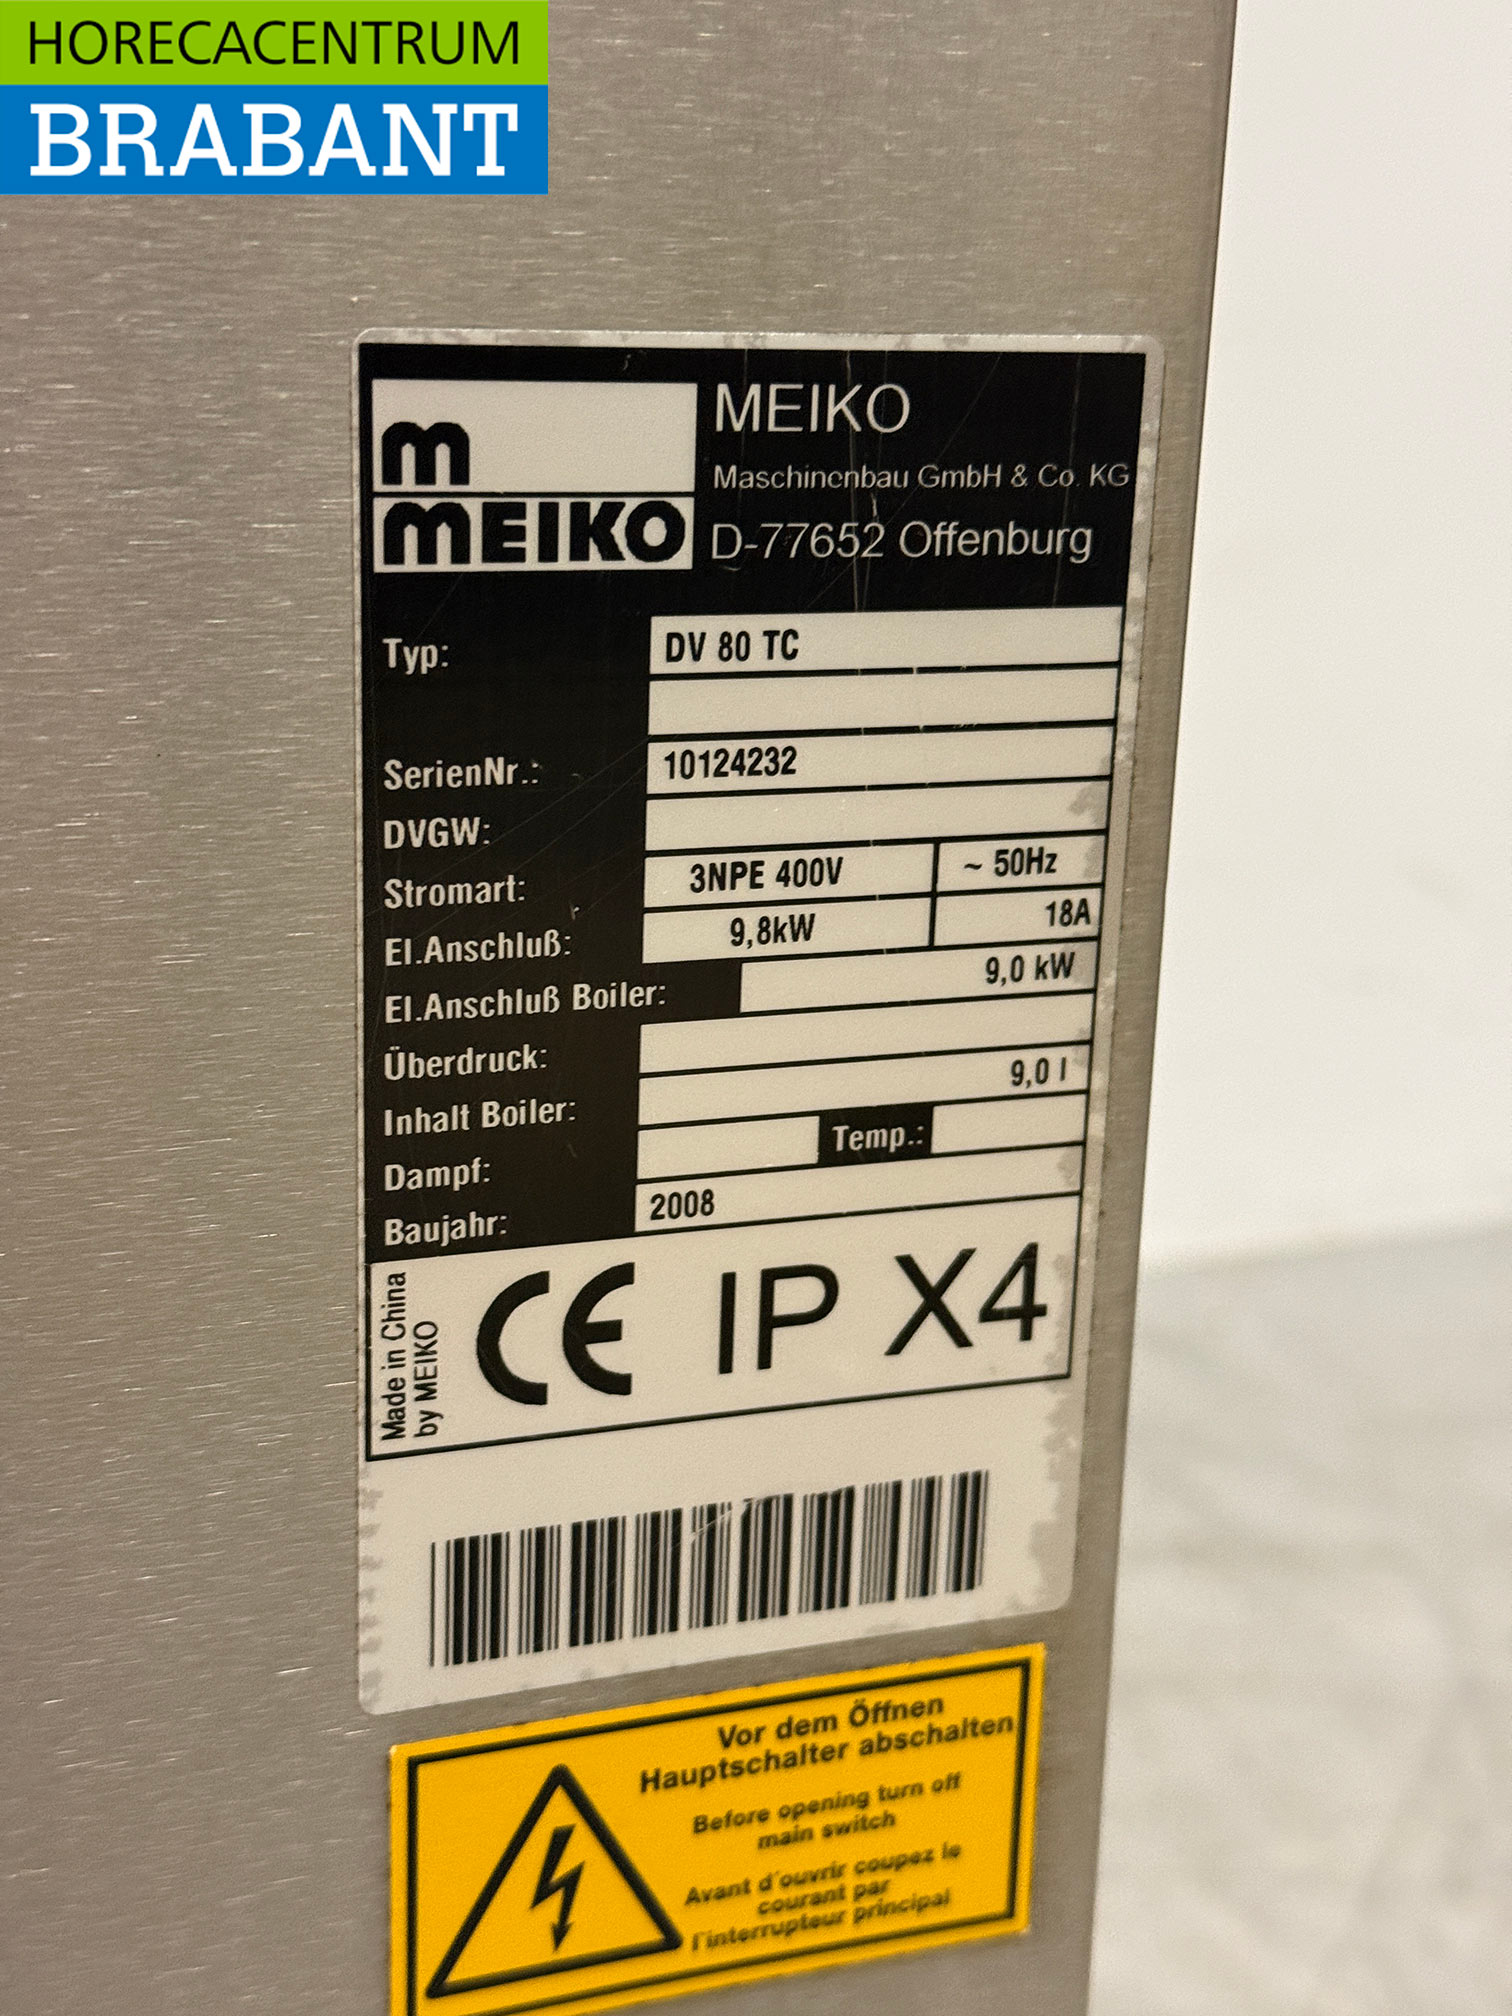 HORECACENTRUM
BRABANT
m
MEIKO
MEIKO
Maschinenbau GmbH & Co. KG
D-77652 Offenburg
Typ: DV 80 TC
SerienNr.: 10124232
DVGW:
Stromart: 3NPE 400V ~ 50Hz
El.Anschluß: 9,8kW 18A
El.Anschluß Boiler: 9,0 kW
Überdruck:
Inhalt Boiler: 9,0 l
Dampf: Temp.:
Baujahr: 2008
Made in China
by MEIKO
CE IP X4
Vor dem Öffnen
Hauptschalter abschalten
Before opening turn off
main switch
Avant d'ouvrir coupez le
courant par
l'interrupteur principal